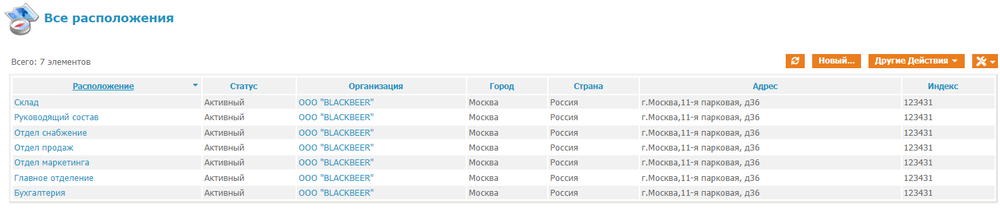 Все расположения
Всего: 7 элементов
Новый... Другие Действия
Расположение Статус Организация Город Страна Адрес Индекс
Склад Активный ООО "BLACKBEER" Москва Россия г.Москва,11-я парковая, д36 123431
Руководящий состав Активный ООО "BLACKBEER" Москва Россия г.Москва,11-я парковая, д36 123431
Отдел снабжение Активный ООО "BLACKBEER" Москва Россия г.Москва,11-я парковая, д36 123431
Отдел продаж Активный ООО "BLACKBEER" Москва Россия г.Москва,11-я парковая, д36 123431
Отдел маркетинга Активный ООО "BLACKBEER" Москва Россия г.Москва,11-я парковая, д36 123431
Главное отделение Активный ООО "BLACKBEER" Москва Россия г.Москва,11-я парковая, д36 123431
Бухгалтерия Активный ООО "BLACKBEER" Москва Россия г.Москва,11-я парковая, д36 123431